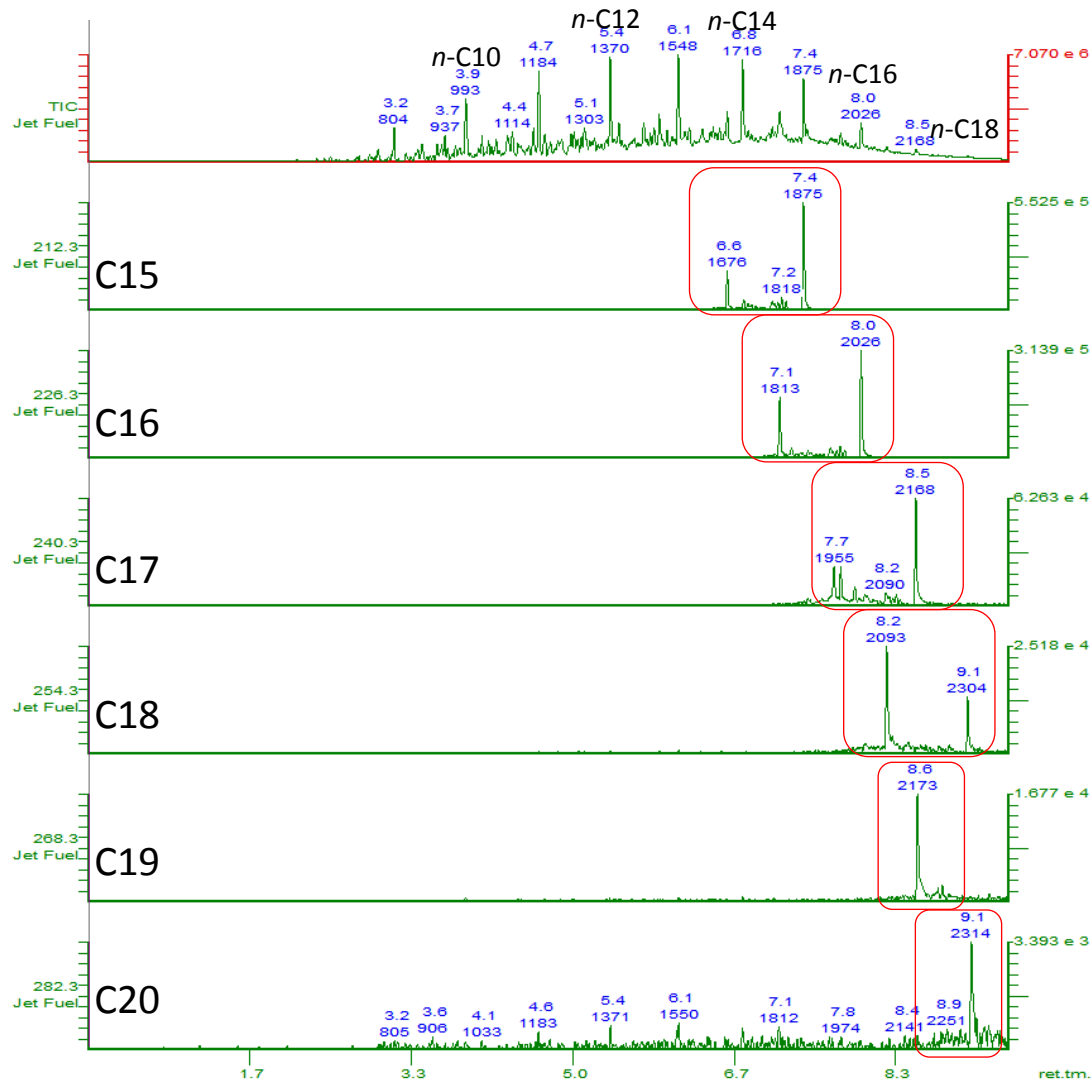 n-C12
n-C14
5.4
1370
6.1
1548
6.8
1716
4.7
1184
n-C10
3.9
993
7.4
1875
n-C16
8.0
2026
7.070 e 6
3.2
804
3.7
937
4.4
1114
5.1
1303
8.5
2168
n-C18
TIC
Jet Fuel
7.4
1875
5.525 e 5
212.3
Jet Fuel
C15
6.6
1676
7.2
1818
8.0
2026
3.139 e 5
226.3
Jet Fuel
C16
7.1
1813
8.5
2168
6.263 e 4
240.3
Jet Fuel
C17
7.7
1955
8.2
2090
8.2
2093
2.518 e 4
254.3
Jet Fuel
C18
9.1
2304
8.6
2173
1.677 e 4
268.3
Jet Fuel
C19
9.1
2314
3.393 e 3
282.3
Jet Fuel
C20
3.2
805
3.6
906
4.1
1033
4.6
1183
5.4
1371
6.1
1550
7.1
1812
7.8
1974
8.4
2141
8.9
2251
1.7 3.3 5.0 6.7 8.3 ret.tm.